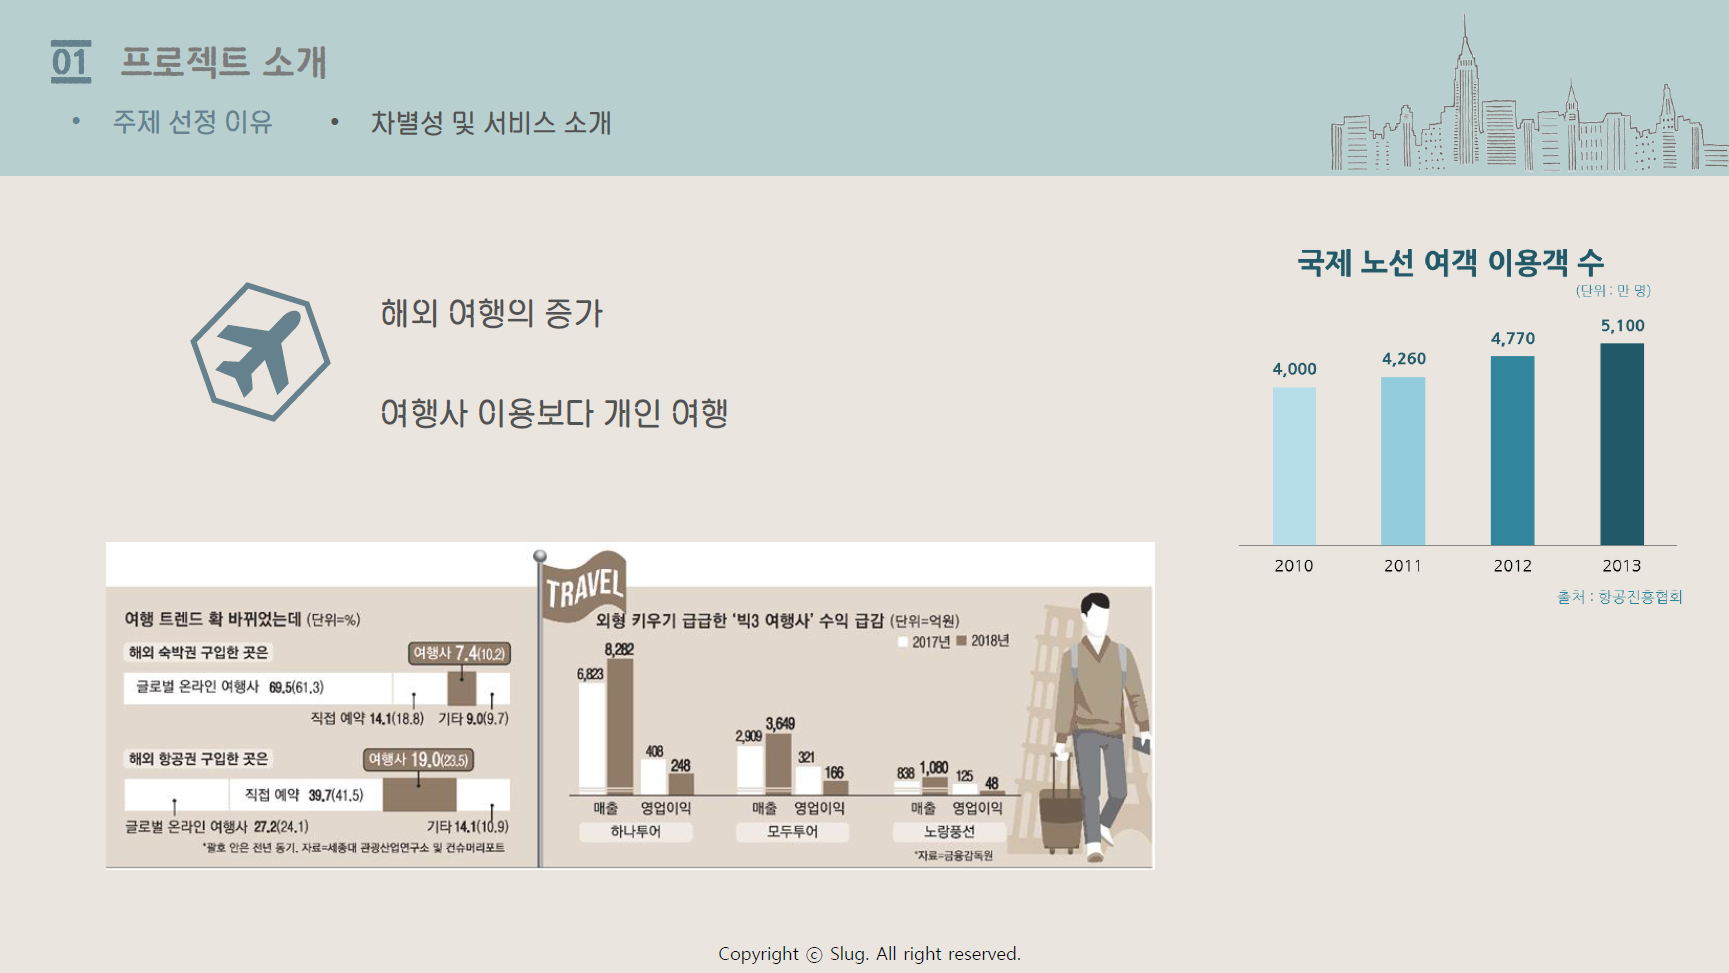 01 프로젝트 소개
• 주제 선정 이유 • 차별성 및 서비스 소개
해외 여행의 증가
여행사 이용보다 개인 여행
국제 노선 여객 이용객 수
(단위 : 만 명)
4,000 4,260 4,770 5,100
2010 2011 2012 2013
출처 : 항공진흥협회
TRAVEL
여행 트렌드 확 바뀌었는데 (단위=%)
해외 숙박권 구입한 곳은
여행사 7.4(10.2)
글로벌 온라인 여행사 69.5(61.3)
직접 예약 14.1(18.8) 기타 9.0(9.7)
해외 항공권 구입한 곳은
여행사 19.0(23.5)
직접 예약 39.7(41.5)
글로벌 온라인 여행사 27.2(24.1) 기타 14.1(10.9)
*괄호 안은 전년 동기, 자료=세종대 관광산업연구소 및 컨슈머리포트
외형 키우기 급급한 ‘빅3 여행사’ 수익 급감 (단위=억원)
2017년 2018년
6,823 8,282 408 248
2,909 3,649 321 166
838 1,080 125 48
매출 영업이익 매출 영업이익 매출 영업이익
하나투어 모두투어 노랑풍선
*자료=금융감독원
Copyright ⓒ Slug. All right reserved.